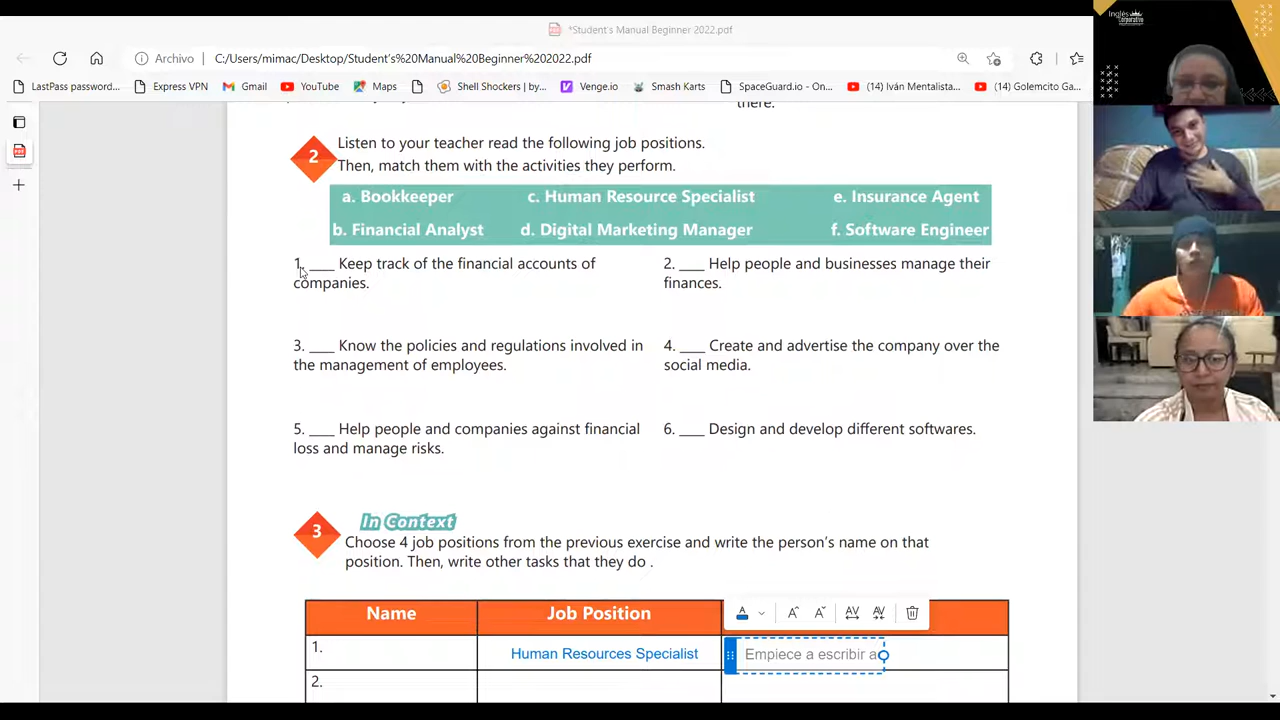 *Student's Manual Beginner 2022.pdf
Archivo
C:/Users/mimac/Desktop/Student's%20Manual%20Beginner%202022.pdf
LastPass password...
Express VPN
Gmail
YouTube
Maps
Shell Shockers | by...
Venge.io
Smash Karts
SpaceGuard.io - On...
(14) Iván Mentalista...
(14) Golemcito Ga...
there.
2
Listen to your teacher read the following job positions.
Then, match them with the activities they perform.
a. Bookkeeper
c. Human Resource Specialist
e. Insurance Agent
b. Financial Analyst
d. Digital Marketing Manager
f. Software Engineer
1. ___ Keep track of the financial accounts of
companies.
2. ___ Help people and businesses manage their
finances.
3. ___ Know the policies and regulations involved in
the management of employees.
4. ___ Create and advertise the company over the
social media.
5. ___ Help people and companies against financial
loss and manage risks.
6. ___ Design and develop different softwares.
3
In Context
Choose 4 job positions from the previous exercise and write the person's name on that
position. Then, write other tasks that they do .
Name
Job Position
1.
Human Resources Specialist
Empiece a escribir a
2.
Inglés
Corporativo